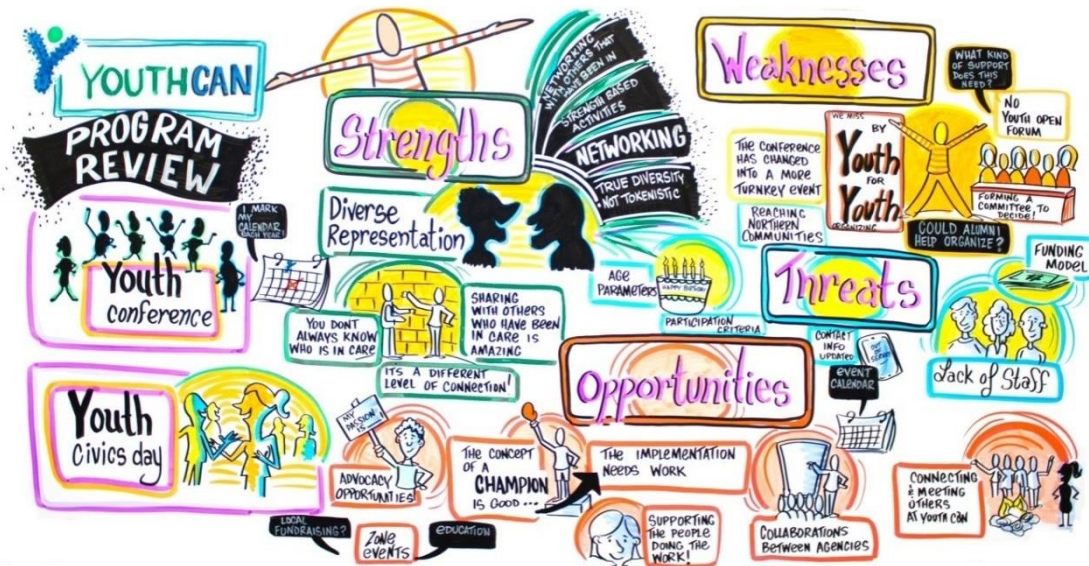 YOUTHCAN
PROGRAM
REVIEW
I MARK
MY
CALENDAR
EACH YEAR!
Youth
conference
Youth
Civics day
Strengths
NETWORKING
WITH OTHERS THAT
HAVE BEEN IN
STRENGTH BASED
ACTIVITIES
NETWORKING
TRUE DIVERSITY
NOT TOKENISTIC
Diverse
Representation
YOU DONT
ALWAYS KNOW
WHO IS IN CARE
SHARING
WITH OTHERS
WHO HAVE BEEN
IN CARE IS
AMAZING
ITS A DIFFERENT
LEVEL OF CONNECTION!
Weaknesses
WHAT KIND
OF SUPPORT
DOES THIS
NEED?
NO
YOUTH OPEN
FORUM
THE CONFERENCE
HAS CHANGED
INTO A MORE
TURNKEY EVENT
WE MISS
BY
Youth
FOR
Youth
ORGANIZING
FORMING A
COMMITTEE TO
DECIDE!
COULD ALUMNI
HELP ORGANIZE?
REACHING
NORTHERN
COMMUNITIES
AGE
PARAMETERS
HAPPY BIRTHDAY
PARTICIPATION
CRITERIA
Threats
FUNDING
MODEL
CONTACT
INFO
UPDATED
OUT OF
SERVICE
Lack of Staff
EVENT
CALENDAR
Opportunities
MY
PASSION
IS
ADVOCACY
OPPORTUNITIES
THE CONCEPT
OF A
CHAMPION
IS GOOD...
THE IMPLEMENTATION
NEEDS WORK
LOCAL
FUNDRAISING?
ZONE
EVENTS
EDUCATION
SUPPORTING
THE PEOPLE
DOING THE
WORK!
COLLABORATIONS
BETWEEN AGENCIES
CONNECTING
& MEETING
OTHERS
AT YOUTH CAN